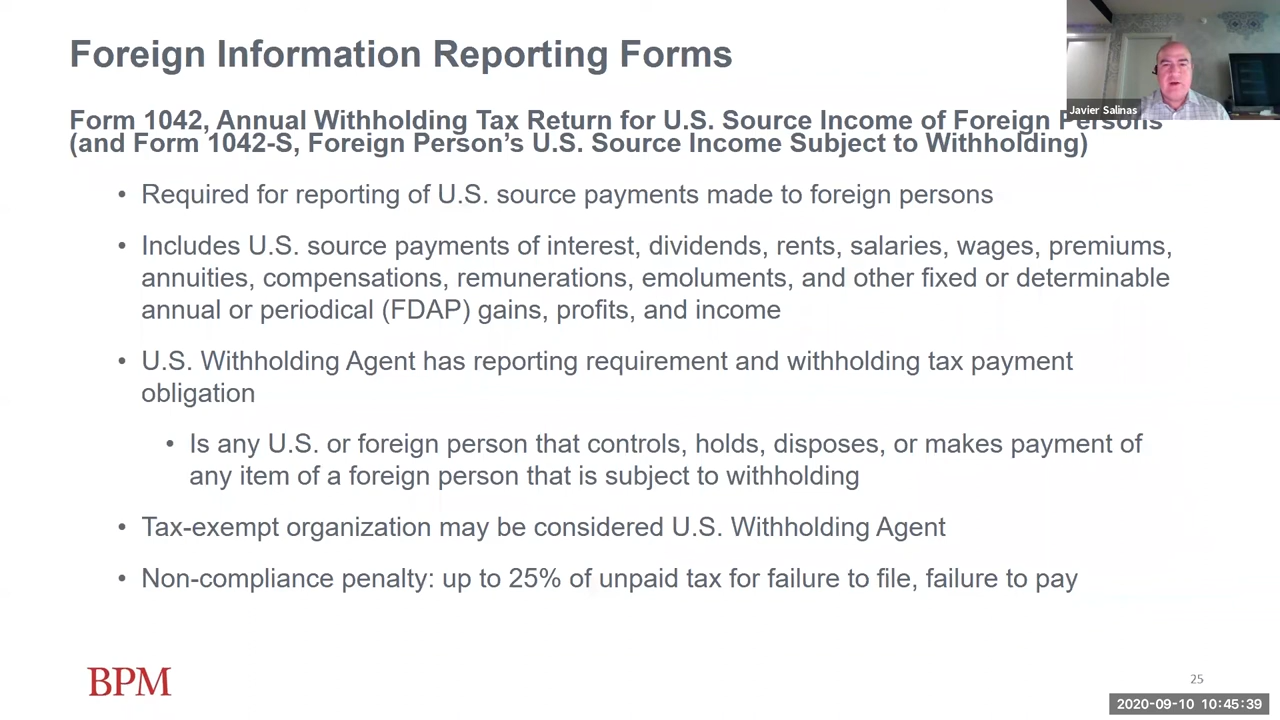 Foreign Information Reporting Forms
Javier Salinas
Form 1042, Annual Withholding Tax Return for U.S. Source Income of Foreign Persons
(and Form 1042-S, Foreign Person's U.S. Source Income Subject to Withholding)
• Required for reporting of U.S. source payments made to foreign persons
• Includes U.S. source payments of interest, dividends, rents, salaries, wages, premiums,
annuities, compensations, remunerations, emoluments, and other fixed or determinable
annual or periodical (FDAP) gains, profits, and income
• U.S. Withholding Agent has reporting requirement and withholding tax payment
obligation
• Is any U.S. or foreign person that controls, holds, disposes, or makes payment of
any item of a foreign person that is subject to withholding
• Tax-exempt organization may be considered U.S. Withholding Agent
• Non-compliance penalty: up to 25% of unpaid tax for failure to file, failure to pay
BPM
25
2020-09-10 10:45:39